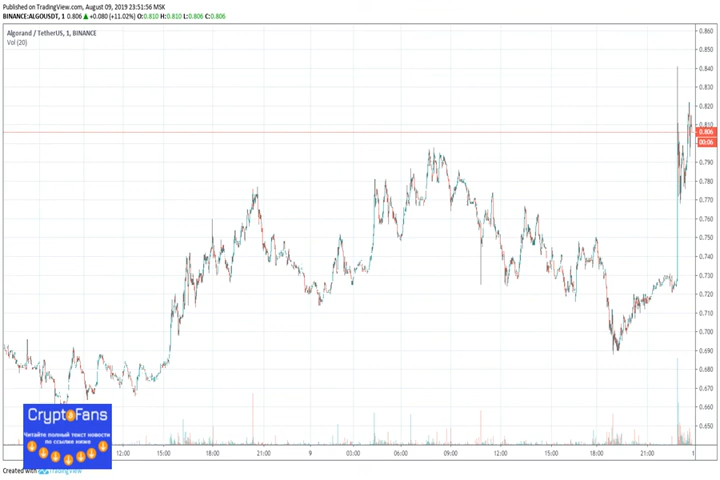 Published on TradingView.com, August 09, 2019 23:51:56 MSK
BINANCE:ALGOUSDT, 1 0.806 ▲ +0.080 (+11.02%) O:0.810 H:0.810 L:0.806 C:0.806
Algorand / TetherUS, 1, BINANCE
Vol (20)
0.860
0.850
0.840
0.830
0.820
0.810
0.806
00:06
0.800
0.790
0.780
0.770
0.760
0.750
0.740
0.730
0.720
0.710
0.700
0.690
0.680
0.670
0.660
0.650
CryptoFans
Читайте полный текст новости
по ссылке ниже
12:00 15:00 18:00 21:00 9 03:00 06:00 09:00 12:00 15:00 18:00 21:00 1
Created with TradingView